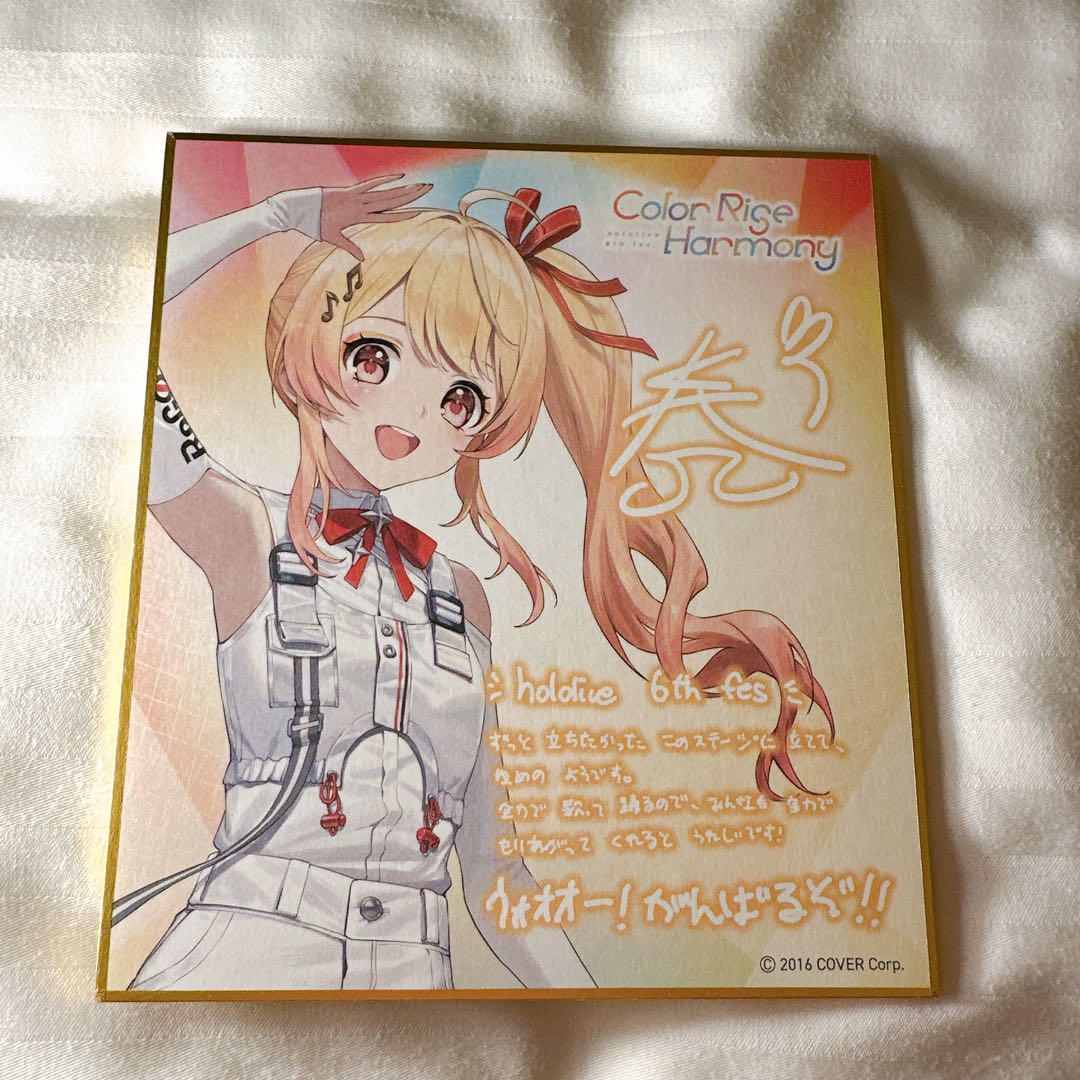 Color Rise
Harmony
hololive
6th fes.
奏
hololive 6th fes
ずっと 立ちたかった このステージに 立てて、
夢の ようです。
全力で 歌って 踊るので、みんなも 全力で
もりあがって くれると うれしいです!
ウォオオー! がんばるぞ!!
© 2016 COVER Corp.